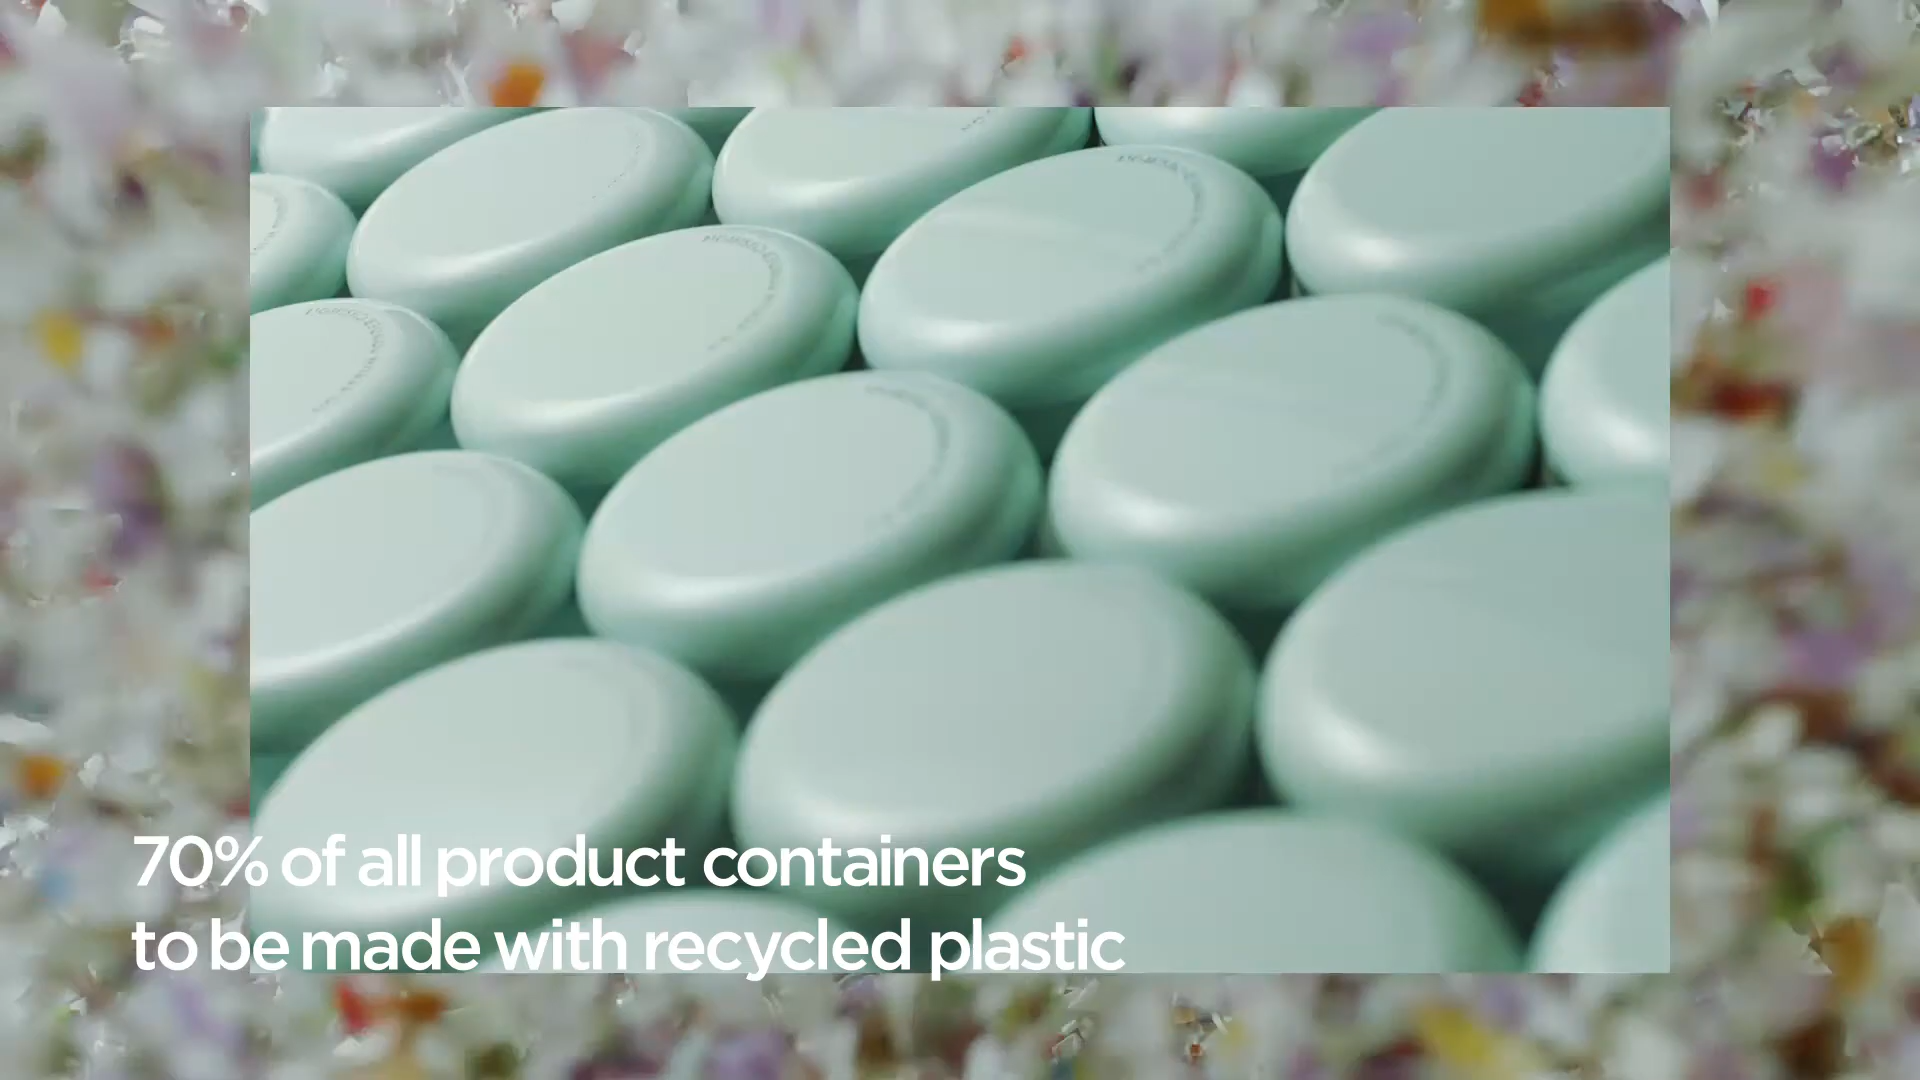 70% of all product containers
to be made with recycled plastic